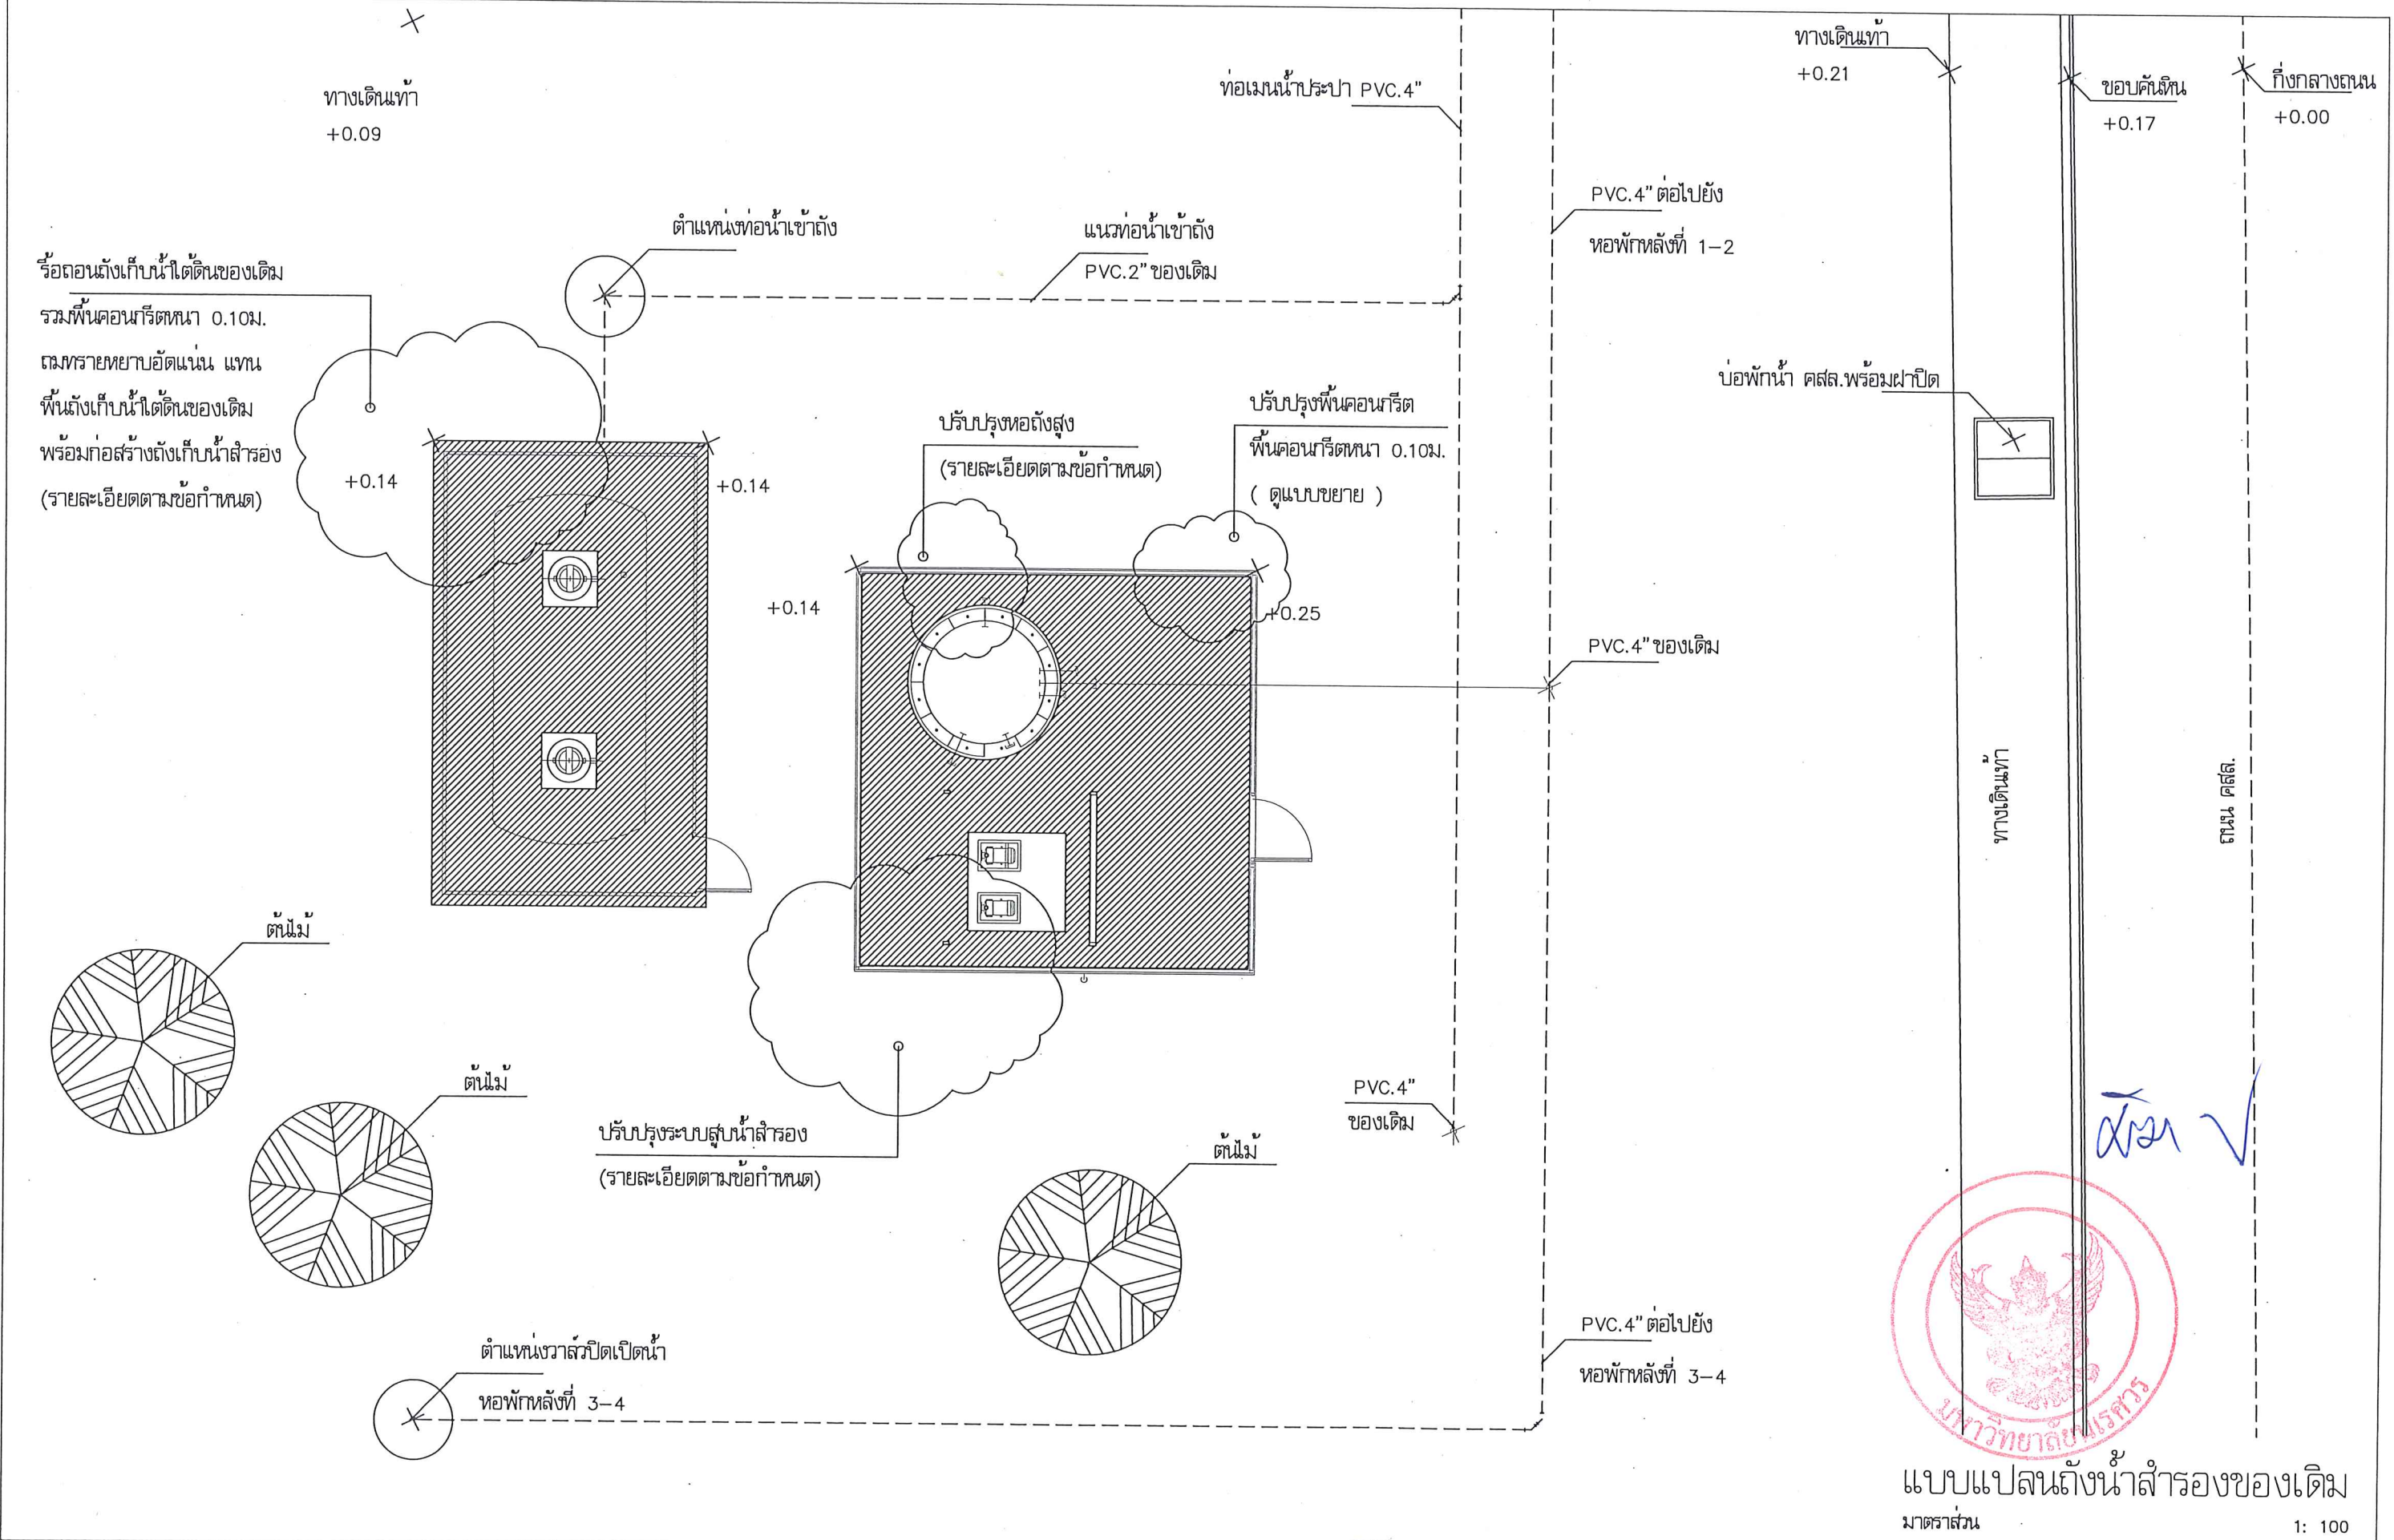 ทางเดินเท้า
+0.09
ท่อเมนน้ำประปา PVC.4"
ทางเดินเท้า
+0.21
ขอบคันหิน
+0.17
กึ่งกลางถนน
+0.00
ตำแหน่งท่อน้ำเข้าถัง
แนวท่อน้ำเข้าถัง
PVC.2" ของเดิม
PVC.4" ต่อไปยัง
หอพักหลังที่ 1-2
รื้อถอนถังเก็บน้ำใต้ดินของเดิม
รวมพื้นคอนกรีตหนา 0.10ม.
ถมทรายหยาบอัดแน่น แทน
พื้นถังเก็บน้ำใต้ดินของเดิม
พร้อมก่อสร้างถังเก็บน้ำสำรอง
(รายละเอียดตามข้อกำหนด)
+0.14
+0.14
ปรับปรุงหอถังสูง
(รายละเอียดตามข้อกำหนด)
ปรับปรุงพื้นคอนกรีต
พื้นคอนกรีตหนา 0.10ม.
( ดูแบบขยาย )
บ่อพักน้ำ คสล.พร้อมฝาปิด
+0.14
+0.25
PVC.4" ของเดิม
ทางเดินเท้า
ถนน คสล.
ต้นไม้
ต้นไม้
ปรับปรุงระบบสูบน้ำสำรอง
(รายละเอียดตามข้อกำหนด)
PVC.4"
ของเดิม
ต้นไม้
ตำแหน่งวาล์วปิดเปิดน้ำ
หอพักหลังที่ 3-4
PVC.4" ต่อไปยัง
หอพักหลังที่ 3-4
มหาวิทยาลัยนเรศวร
แบบแปลนถังน้ำสำรองของเดิม
มาตราส่วน 1: 100